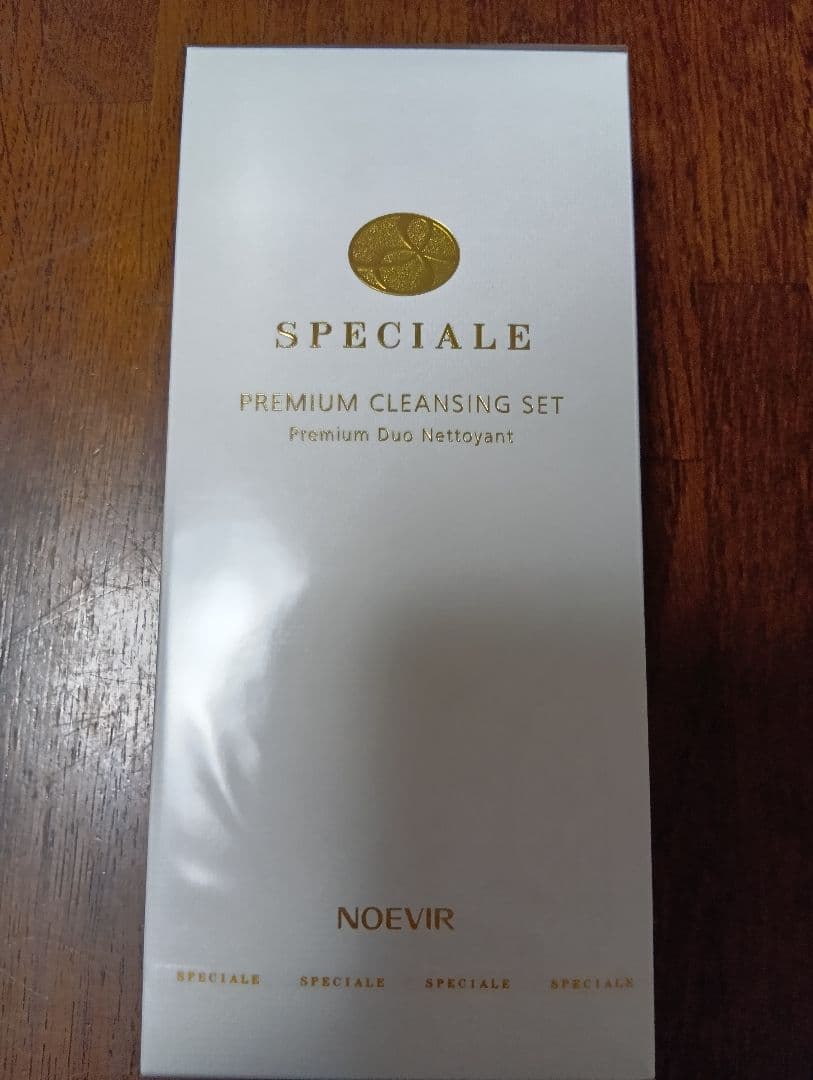 SPECIALE
PREMIUM CLEANSING SET
Premium Duo Nettoyant
NOEVIR
SPECIALE SPECIALE SPECIALE SPECIALE